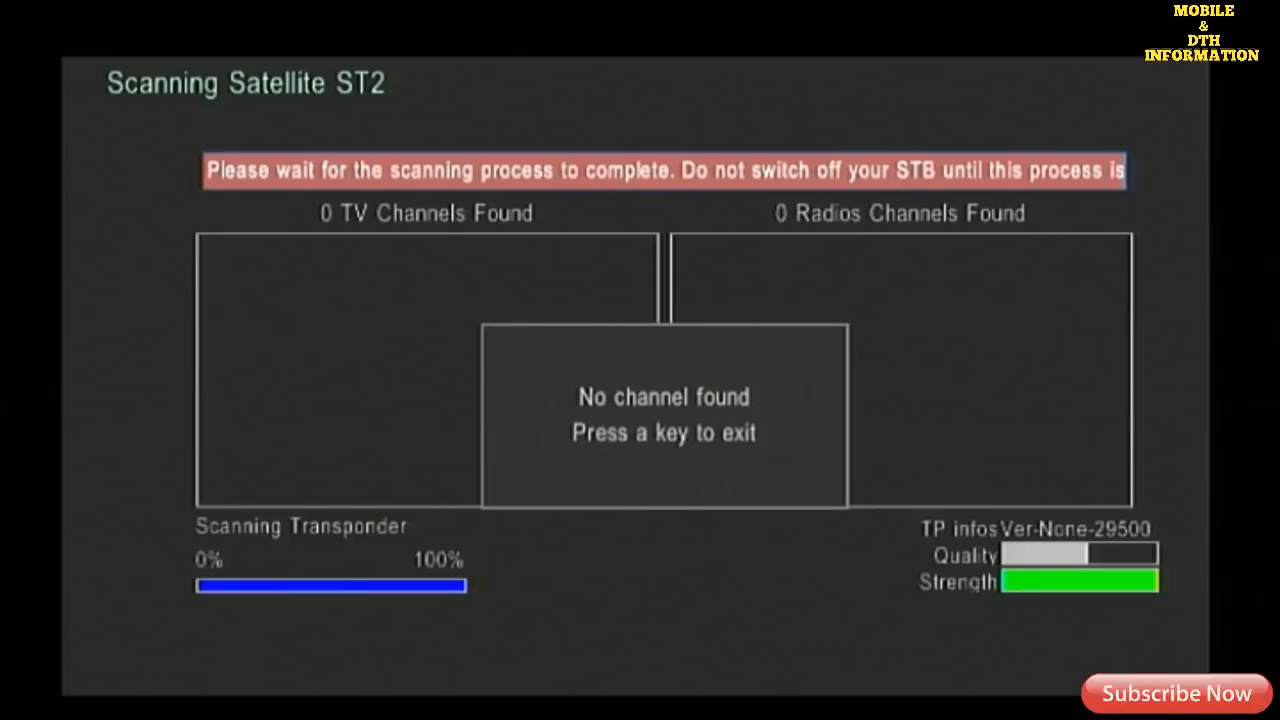 MOBILE
&
DTH
INFORMATION
Scanning Satellite ST2
Please wait for the scanning process to complete. Do not switch off your STB until this process is
0 TV Channels Found
0 Radios Channels Found
No channel found
Press a key to exit
Scanning Transponder
0% 100%
TP infos Ver-None-29500
Quality
Strength
Subscribe Now